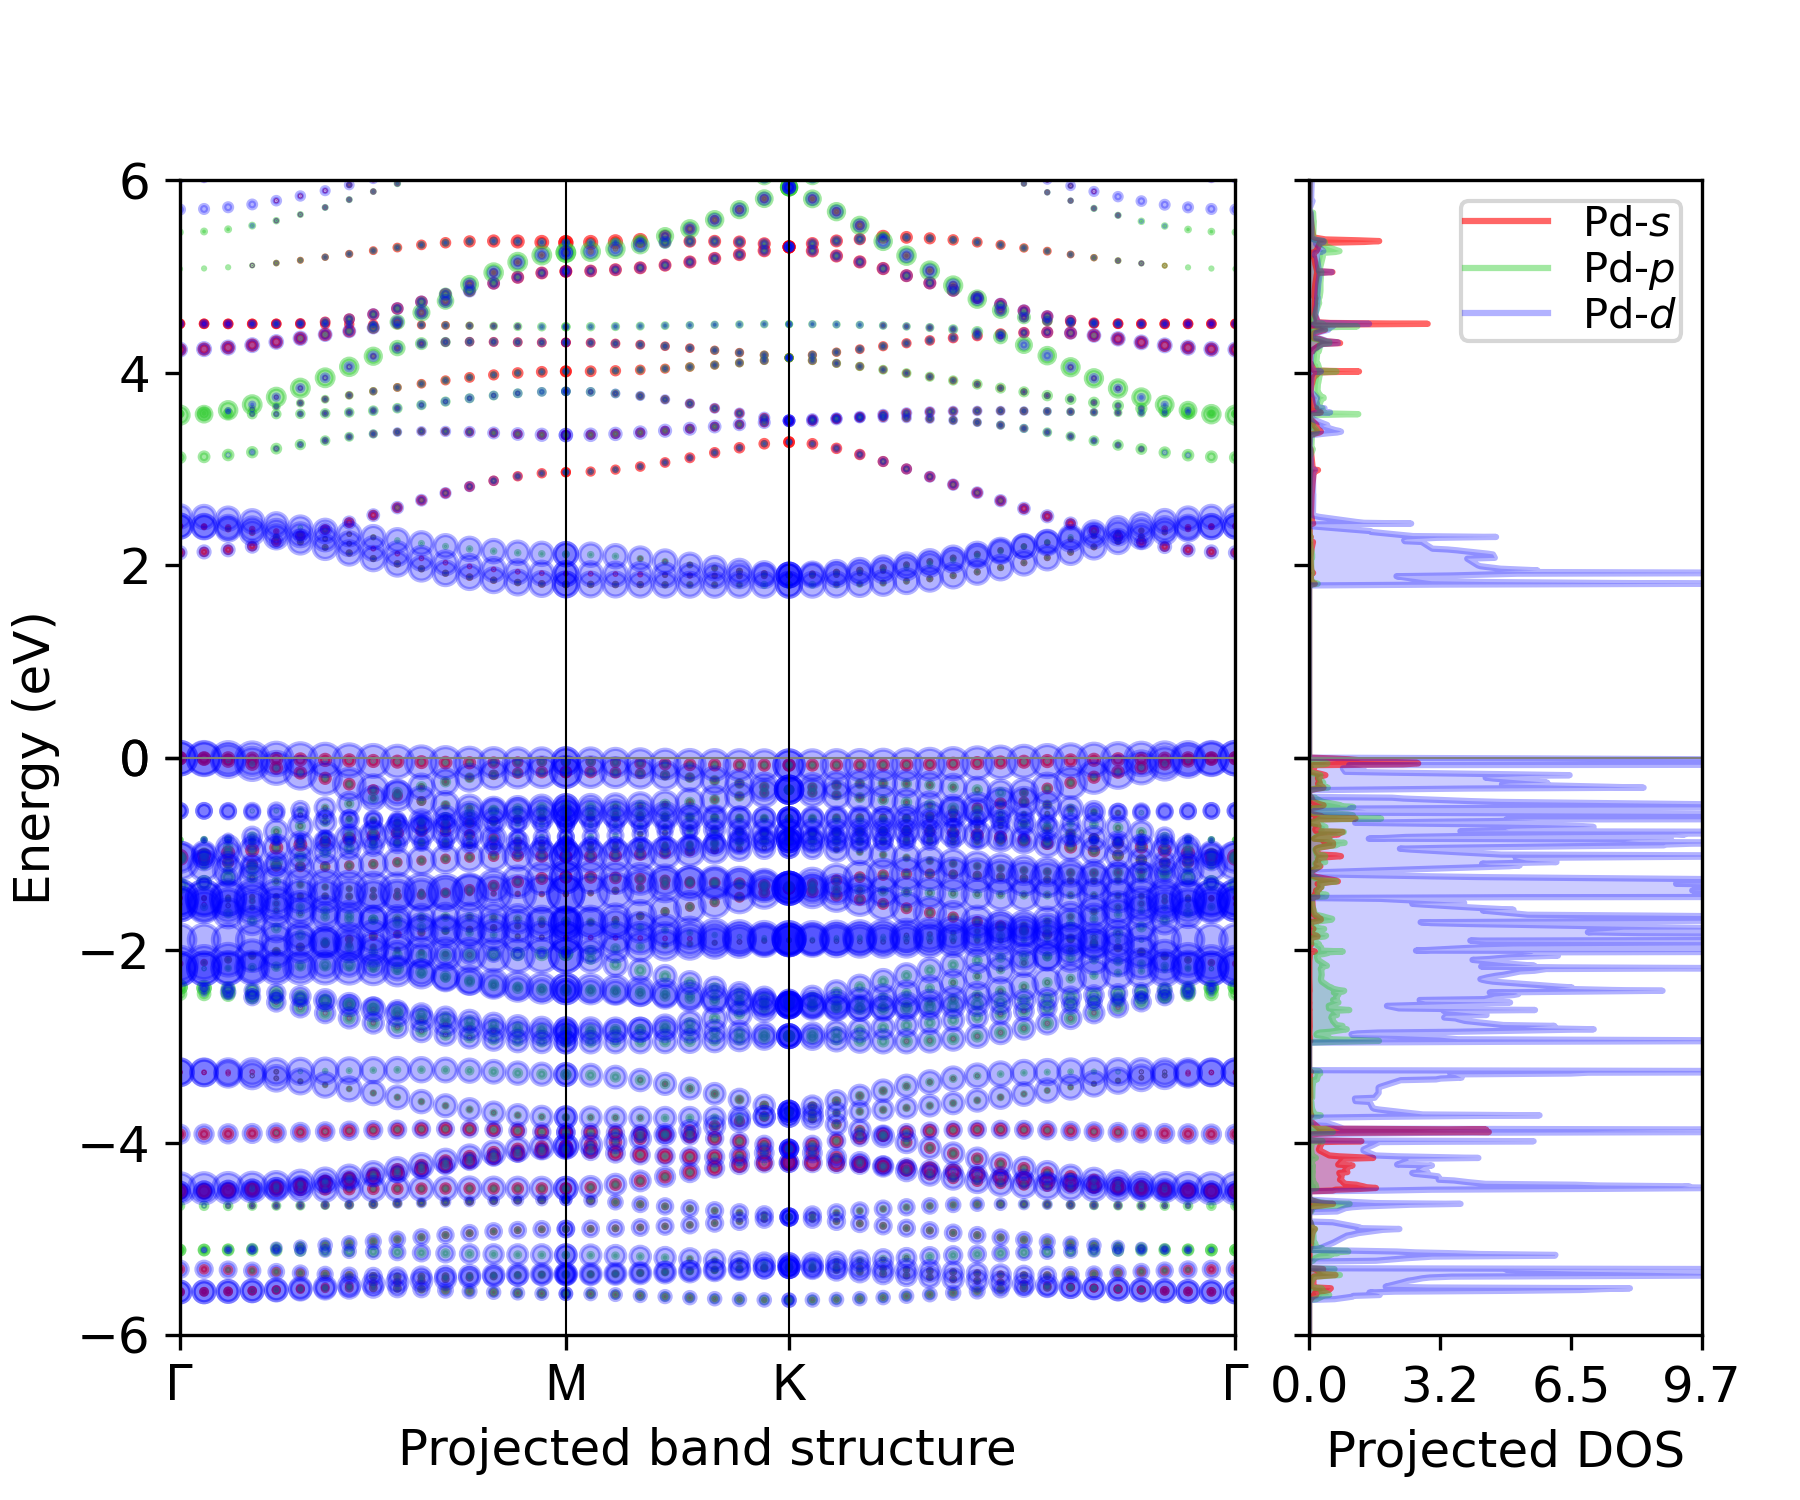 6
4
2
0
−2
−4
−6
Energy (eV)
Γ M K Γ
Projected band structure
Pd-s
Pd-p
Pd-d
0.0 3.2 6.5 9.7
Projected DOS